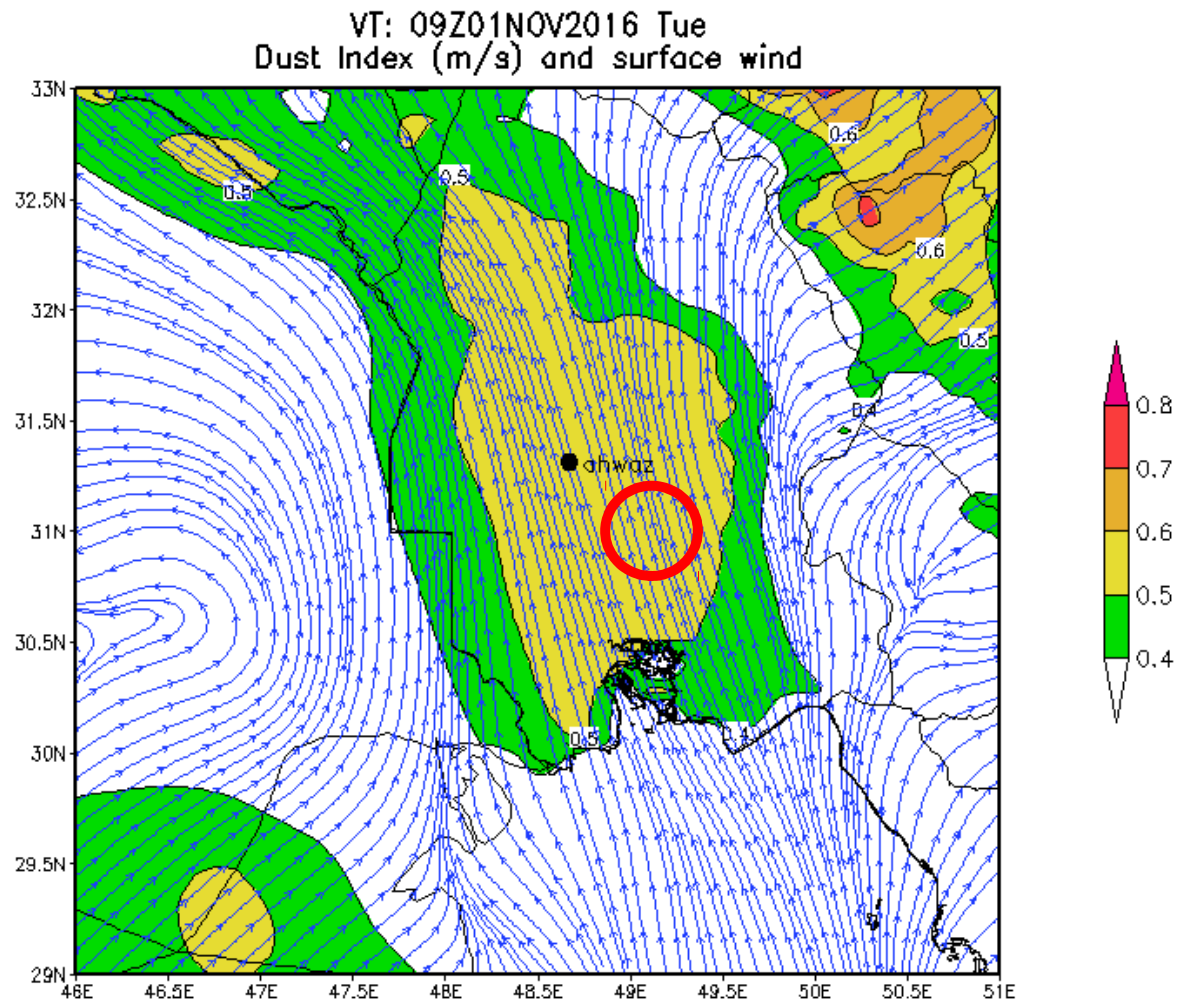 VT: 09Z01NOV2016 Tue
Dust Index (m/s) and surface wind
33N
32.5N
32N
31.5N
31N
30.5N
30N
29.5N
29N
46E
46.5E
47E
47.5E
48E
48.5E
49E
49.5E
50E
50.5E
51E
0.6
0.5
0.5
0.6
0.5
0.4
ahwaz
0.5
0.4
0.8
0.7
0.6
0.5
0.4